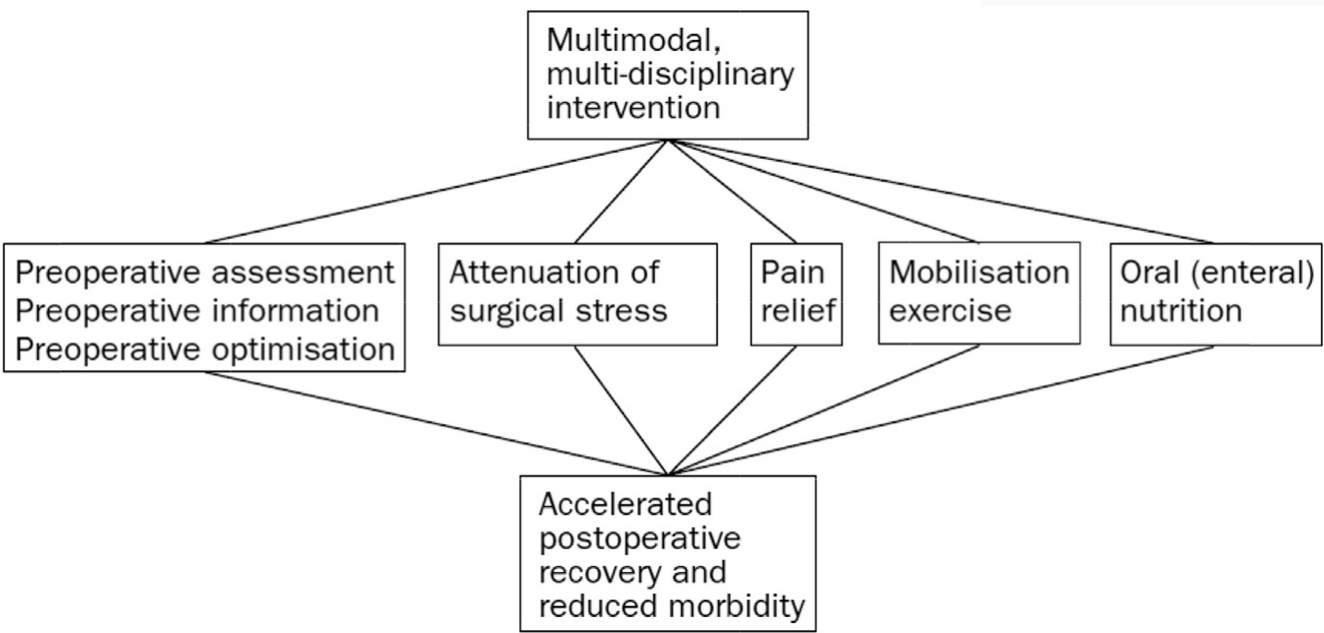 Multimodal,
multi-disciplinary
intervention
Preoperative assessment
Preoperative information
Preoperative optimisation
Attenuation of
surgical stress
Pain
relief
Mobilisation
exercise
Oral (enteral)
nutrition
Accelerated
postoperative
recovery and
reduced morbidity